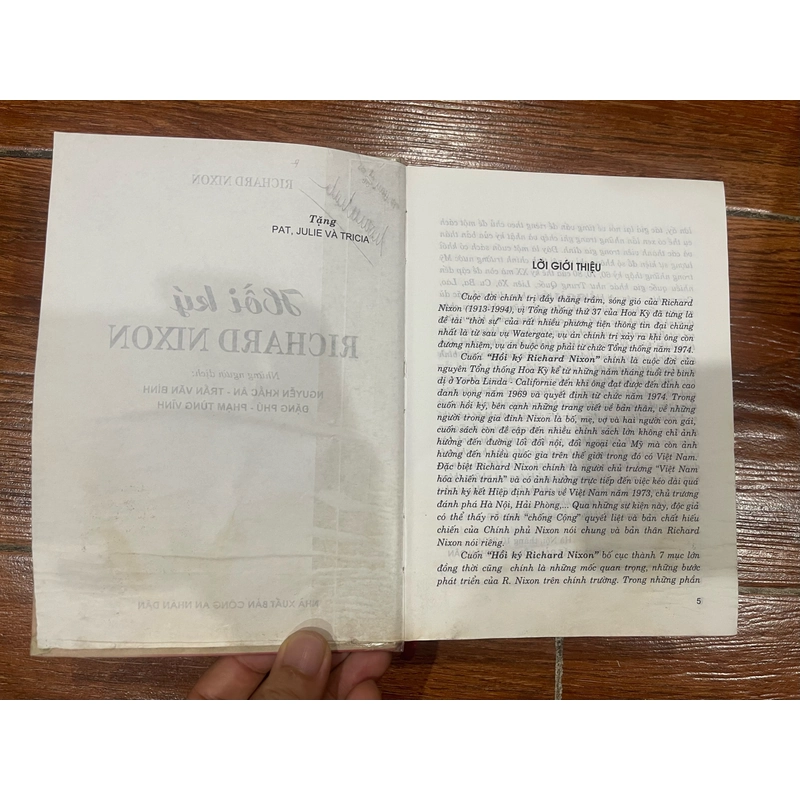 Tặng
PAT, JULIE VÀ TRICIA
RICHARD NIXON
Hồi ký
RICHARD NIXON
Những người dịch:
NGUYỄN KHẮC ÂN - TRẦN VĂN BÌNH
ĐẶNG PHÚ - PHẠM TÙNG VĨNH
NHÀ XUẤT BẢN CÔNG AN NHÂN DÂN
LỜI GIỚI THIỆU
Cuộc đời chính trị đầy thăng trầm, sóng gió của Richard
Nixon (1913-1994), vị Tổng thống thứ 37 của Hoa Kỳ đã từng là
đề tài "thời sự" của rất nhiều phương tiện thông tin đại chúng
nhất là từ sau vụ Watergate, vụ án chính trị xảy ra khi ông còn
đương nhiệm, vụ án buộc ông phải từ chức Tổng thống năm 1974.
Cuốn "Hồi ký Richard Nixon" chính là cuộc đời của
nguyên Tổng thống Hoa Kỳ kể từ những năm tháng tuổi trẻ bình
dị ở Yorba Linda - Californie đến khi ông đạt được đến đỉnh cao
danh vọng năm 1969 và quyết định từ chức năm 1974. Trong
cuốn hồi ký, bên cạnh những trang viết về bản thân, về những
người trong gia đình Nixon là bố, mẹ, vợ và hai người con gái,
cuốn sách còn đề cập đến nhiều chính sách lớn không chỉ ảnh
hưởng đến đường lối đối nội, đối ngoại của Mỹ mà còn ảnh
hưởng đến nhiều quốc gia trên thế giới trong đó có Việt Nam.
Đặc biệt Richard Nixon chính là người chủ trương "Việt Nam
hóa chiến tranh" và có ảnh hưởng trực tiếp đến việc kéo dài quá
trình ký kết Hiệp định Paris về Việt Nam năm 1973, chủ trương
đánh phá Hà Nội, Hải Phòng,... Qua những sự kiện này, độc giả
có thể thấy rõ tính "chống Cộng" quyết liệt và bản chất hiếu
chiến của Chính phủ Nixon nói chung và bản thân Richard
Nixon nói riêng.
Cuốn "Hồi ký Richard Nixon" bố cục thành 7 mục lớn
đồng thời cũng chính là những mốc quan trọng, những bước
phát triển của R. Nixon trên chính trường. Trong những phần
5